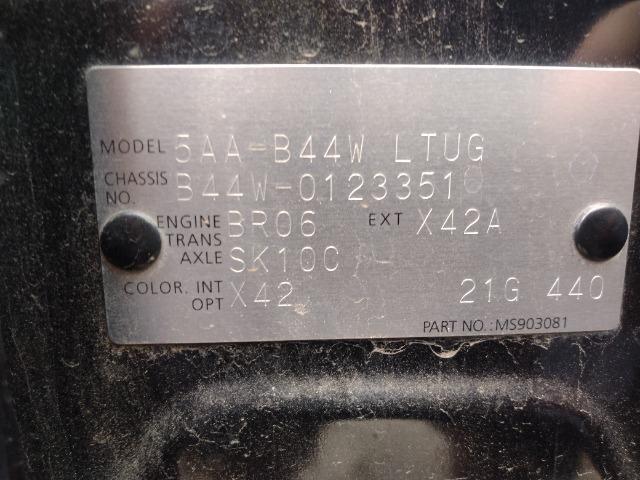 MODEL 5AA-B44W LTUG
CHASSIS NO. B44W-0123351
ENGINE BR06 EXT X42A
TRANS AXLE SK10C
COLOR. INT OPT X42 21G 440
PART NO.:MS903081